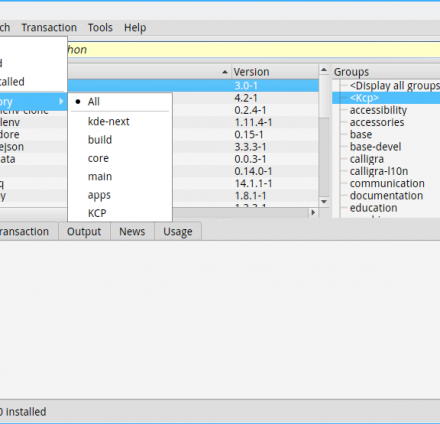 ch Transaction Tools Help
hon
Version
Groups
3.0-1
<Display all groups
talled
4.2-1
<Kcp>
ory
All
0.2.4-1
accessibility
lenv
kde-next
1.11.4-1
accessories
dore
0.15-1
base
ejson
build
3.3.3-1
base-devel
ata
core
0.0.3-1
calligra
main
0.14.0-1
calligra-l10n
q
14.1.1-1
communication
y
apps
1.8.1-1
documentation
KCP
education
ransaction Output News Usage
0 installed